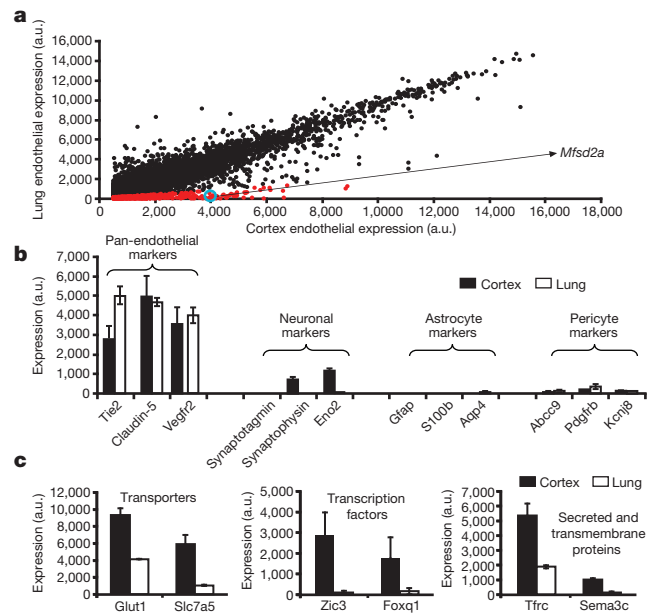 a
Lung endothelial expression (a.u.)
16,000
14,000
12,000
10,000
8,000
6,000
4,000
2,000
0
Mfsd2a
0 2,000 4,000 6,000 8,000 10,000 12,000 14,000 16,000 18,000
Cortex endothelial expression (a.u.)
b
Pan-endothelial
markers
Expression (a.u.)
7,000
6,000
5,000
4,000
3,000
2,000
1,000
0
Cortex Lung
Neuronal
markers
Astrocyte
markers
Pericyte
markers
Tie2
Claudin-5
Vegfr2
Synaptotagmin
Synaptophysin
Eno2
Gfap
S100b
Aqp4
Abcc9
Pdgfrb
Kcnj8
c
Expression (a.u.)
12,000
10,000
8,000
6,000
4,000
2,000
0
Transporters
Glut1 Slc7a5
Expression (a.u.)
5,000
4,000
3,000
2,000
1,000
0
Transcription
factors
Zic3 Foxq1
Expression (a.u.)
7,000
6,000
5,000
4,000
3,000
2,000
1,000
0
Cortex Lung
Secreted and
transmembrane
proteins
Tfrc Sema3c